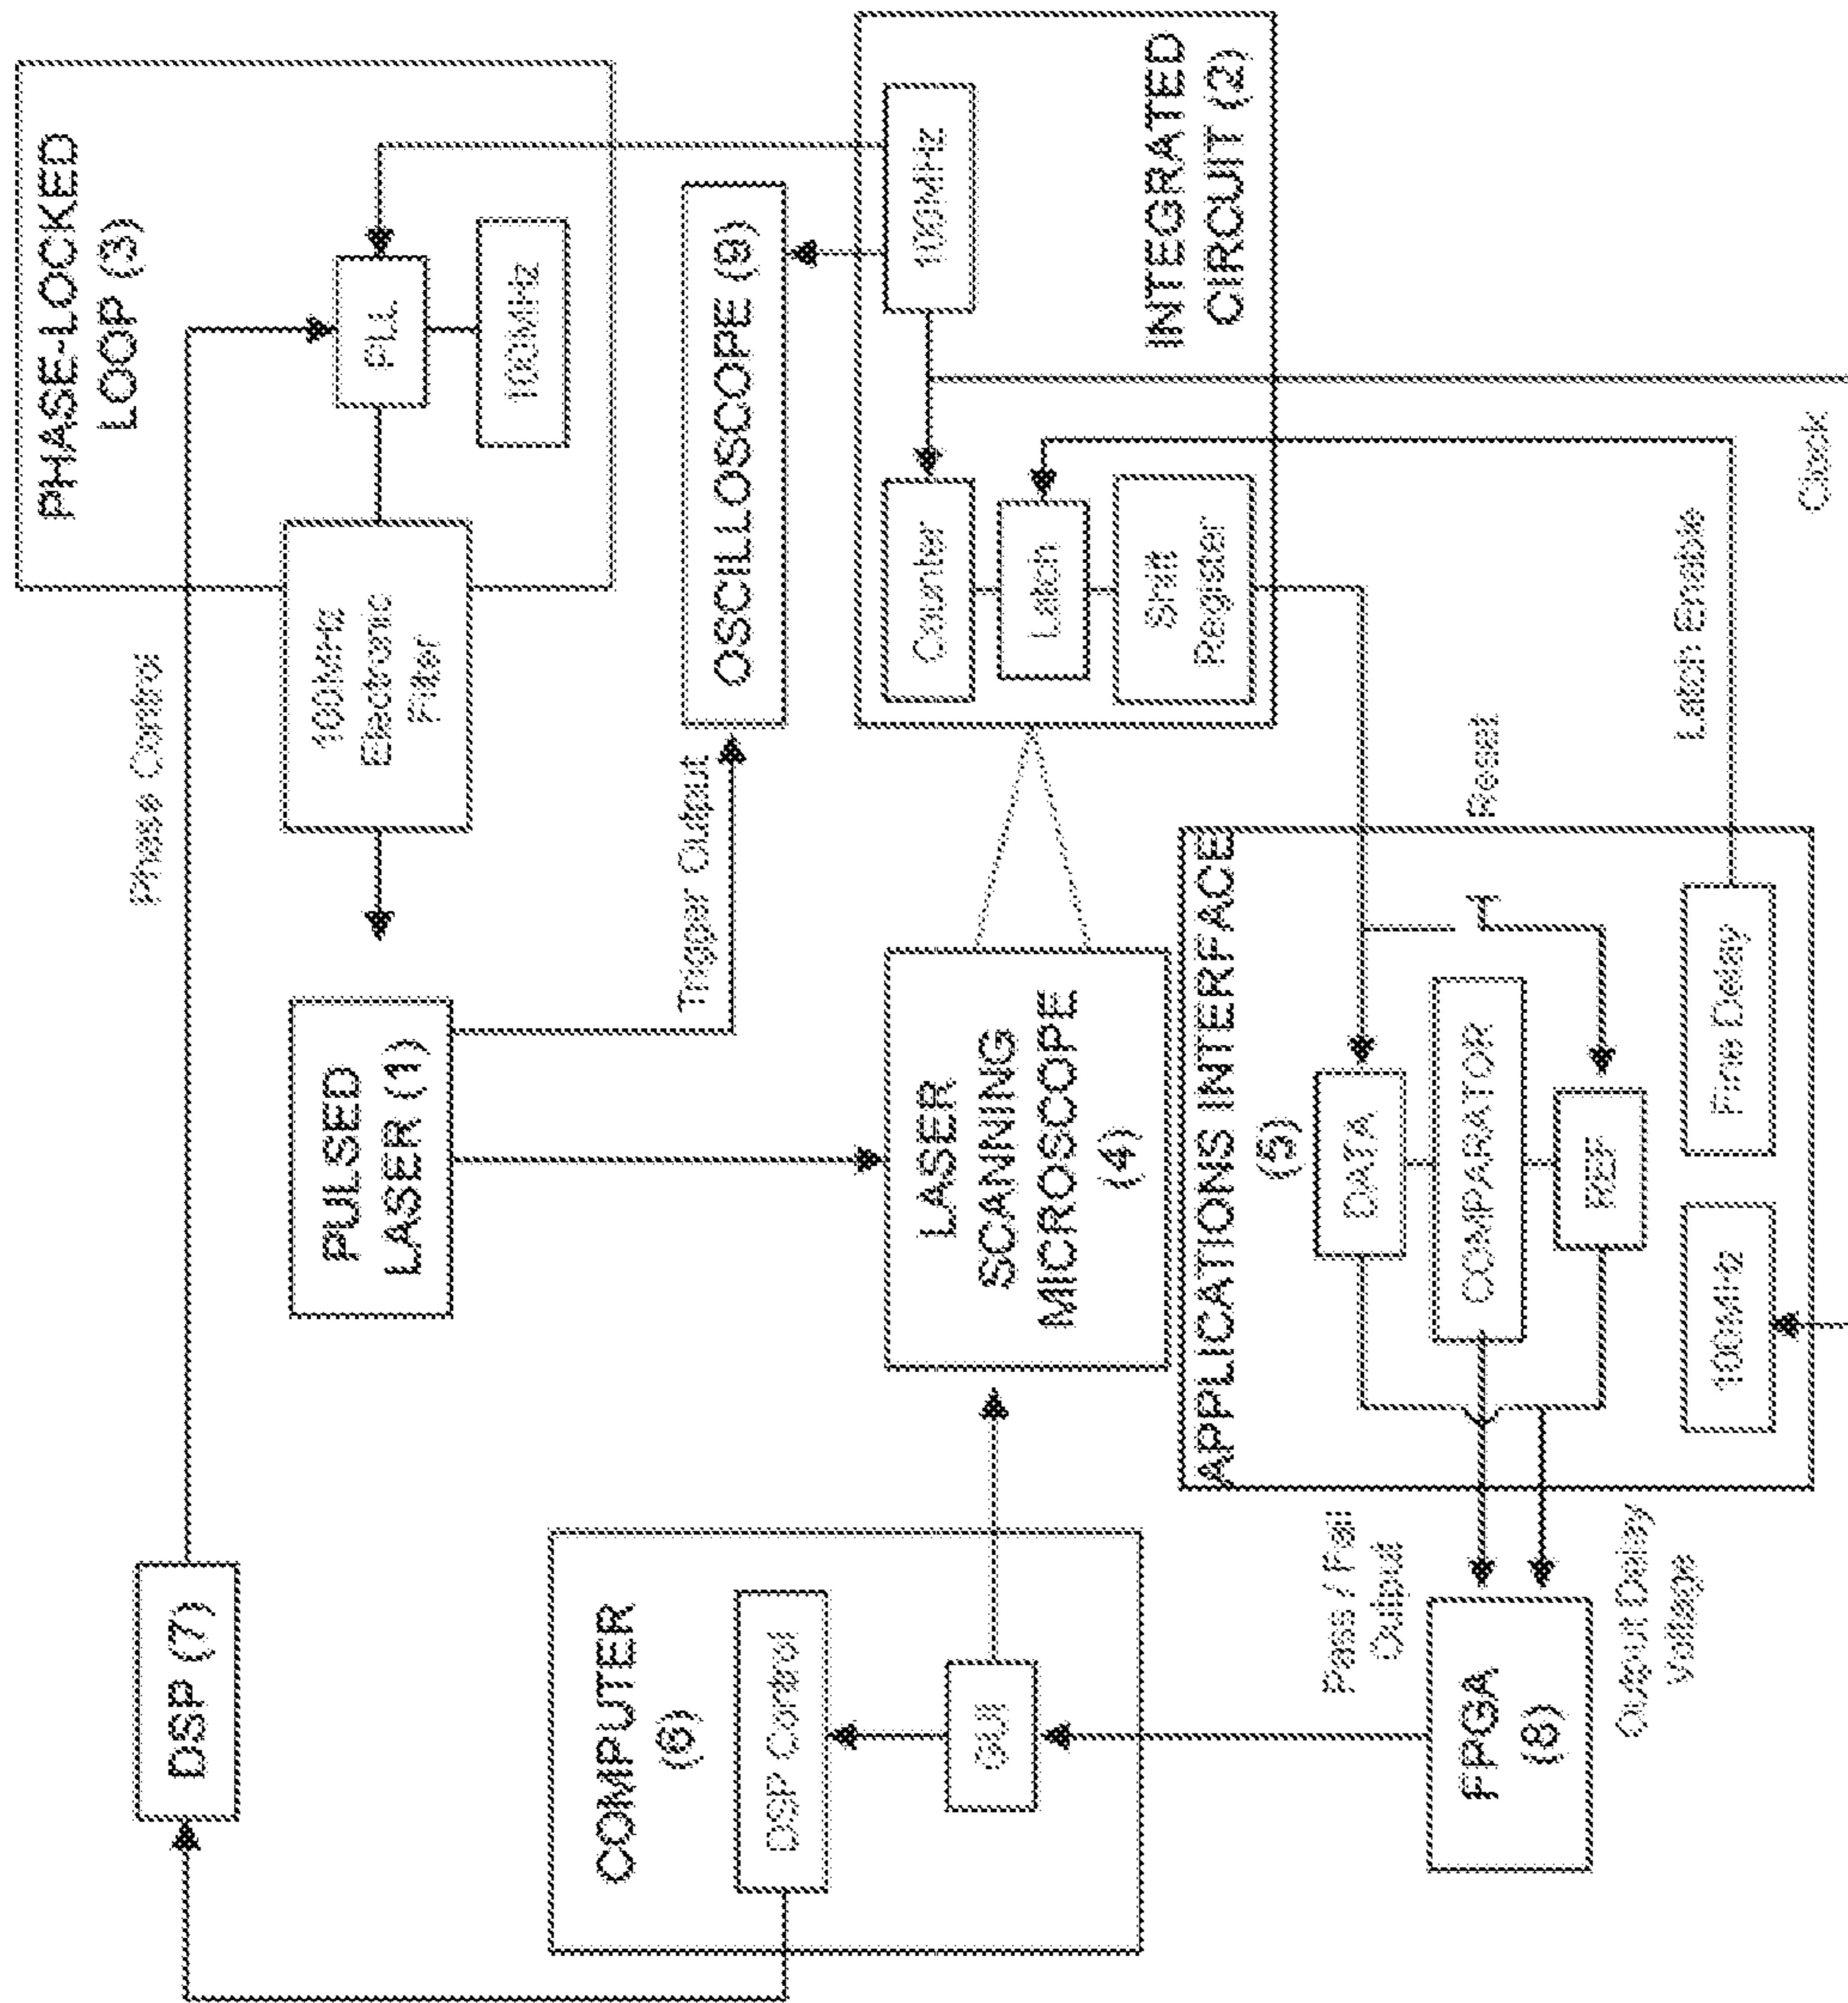 DSP (7)
Phase Control
PHASE-LOCKED
LOOP (3)
PLL
100MHz
100MHz
Electronic
Filter
PULSED
LASER (1)
Trigger Output
OSCILLOSCOPE (9)
COMPUTER
(6)
DSP Control
GUI
LASER
SCANNING
MICROSCOPE
(4)
100MHz
Counter
Latch
Shift
Register
INTEGRATED
CIRCUIT (2)
APPLICATIONS INTERFACE
(5)
DATA
COMPARATOR
REF
100MHz
Fine Delay
Reset
Latch Enable
Clock
Pass / Fail
Output
FPGA
(8)
Output Delay
Voltage